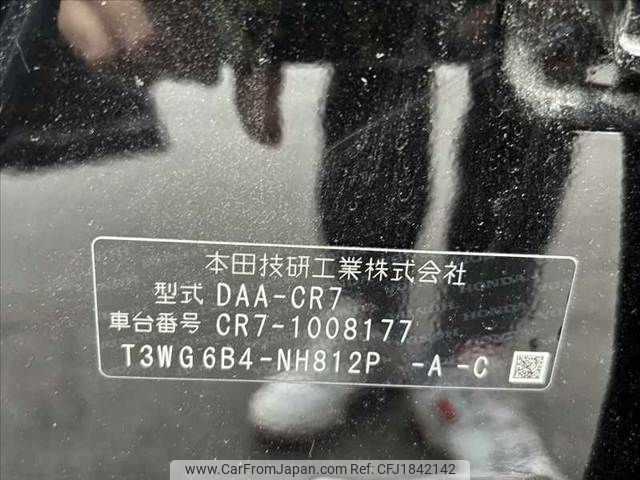 本田技研工業株式会社
型式 DAA-CR7
車台番号 CR7-1008177
T3WG6B4-NH812P -A-C
www.CarFromJapan.com Ref: CFJ1842142